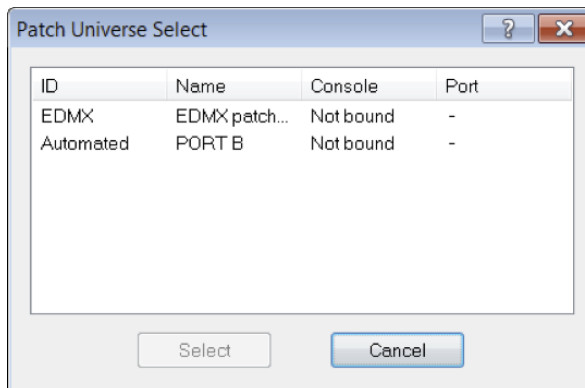 Patch Universe Select
ID Name Console Port
EDMX EDMX patch... Not bound -
Automated PORT B Not bound -
Select Cancel